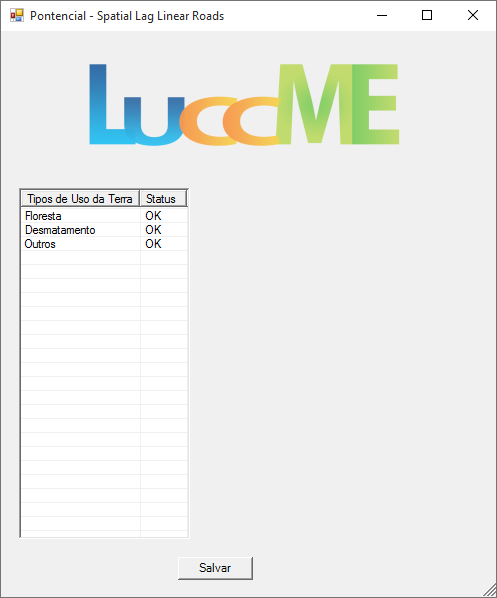 Pontencial - Spatial Lag Linear Roads
LuccME
Tipos de Uso da Terra Status
Floresta OK
Desmatamento OK
Outros OK
Salvar